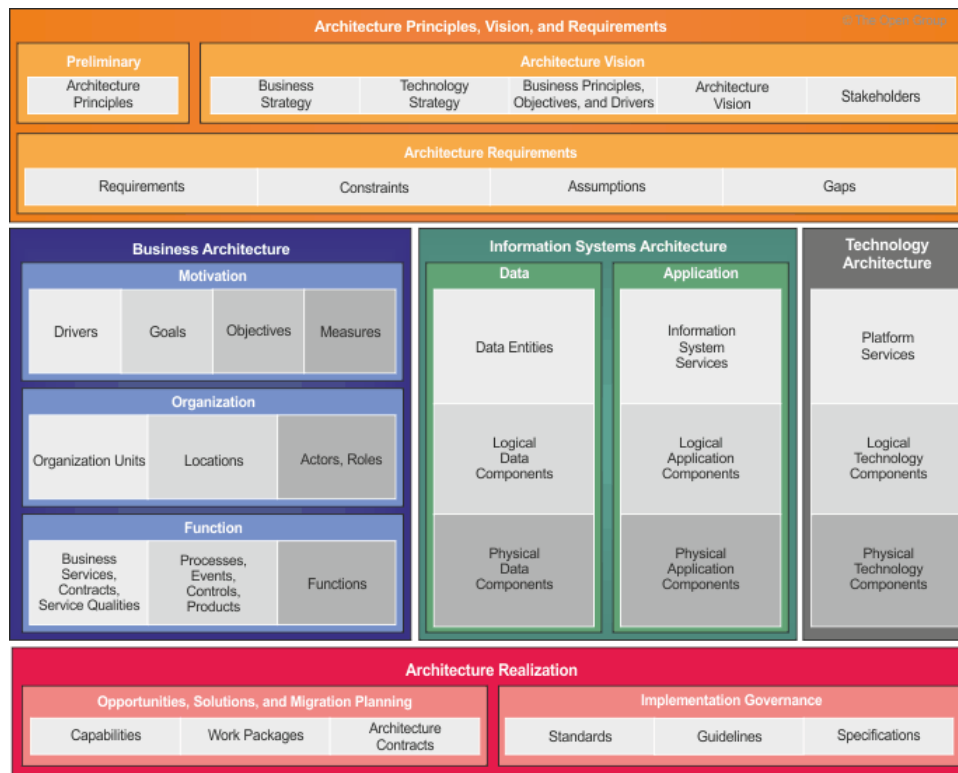 © The Open Group
Architecture Principles, Vision, and Requirements
Preliminary
Architecture
Principles
Architecture Vision
Business
Strategy
Technology
Strategy
Business Principles,
Objectives, and Drivers
Architecture
Vision
Stakeholders
Architecture Requirements
Requirements
Constraints
Assumptions
Gaps
Business Architecture
Motivation
Drivers
Goals
Objectives
Measures
Organization
Organization Units
Locations
Actors, Roles
Function
Business
Services,
Contracts,
Service Qualities
Processes,
Events,
Controls,
Products
Functions
Information Systems Architecture
Data
Data Entities
Logical
Data
Components
Physical
Data
Components
Application
Information
System
Services
Logical
Application
Components
Physical
Application
Components
Technology
Architecture
Platform
Services
Logical
Technology
Components
Physical
Technology
Components
Architecture Realization
Opportunities, Solutions, and Migration Planning
Capabilities
Work Packages
Architecture
Contracts
Implementation Governance
Standards
Guidelines
Specifications